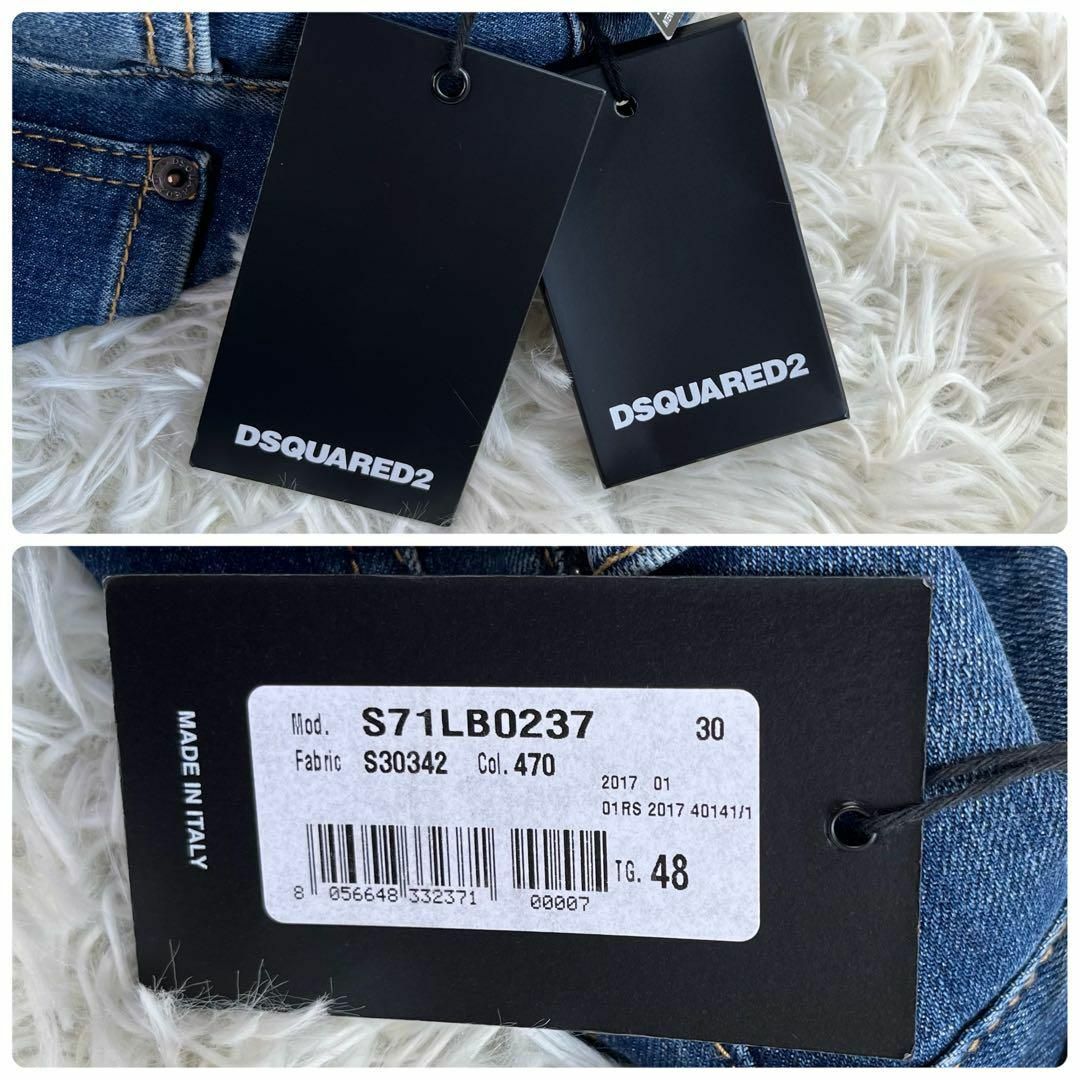 DSQUARED2
DSQUARED2
MADE IN ITALY
Mod. S71LB0237 30
Fabric S30342 Col. 470
2017 01
01RS 2017 40141/1
TG. 48
8 056648 332371 00007